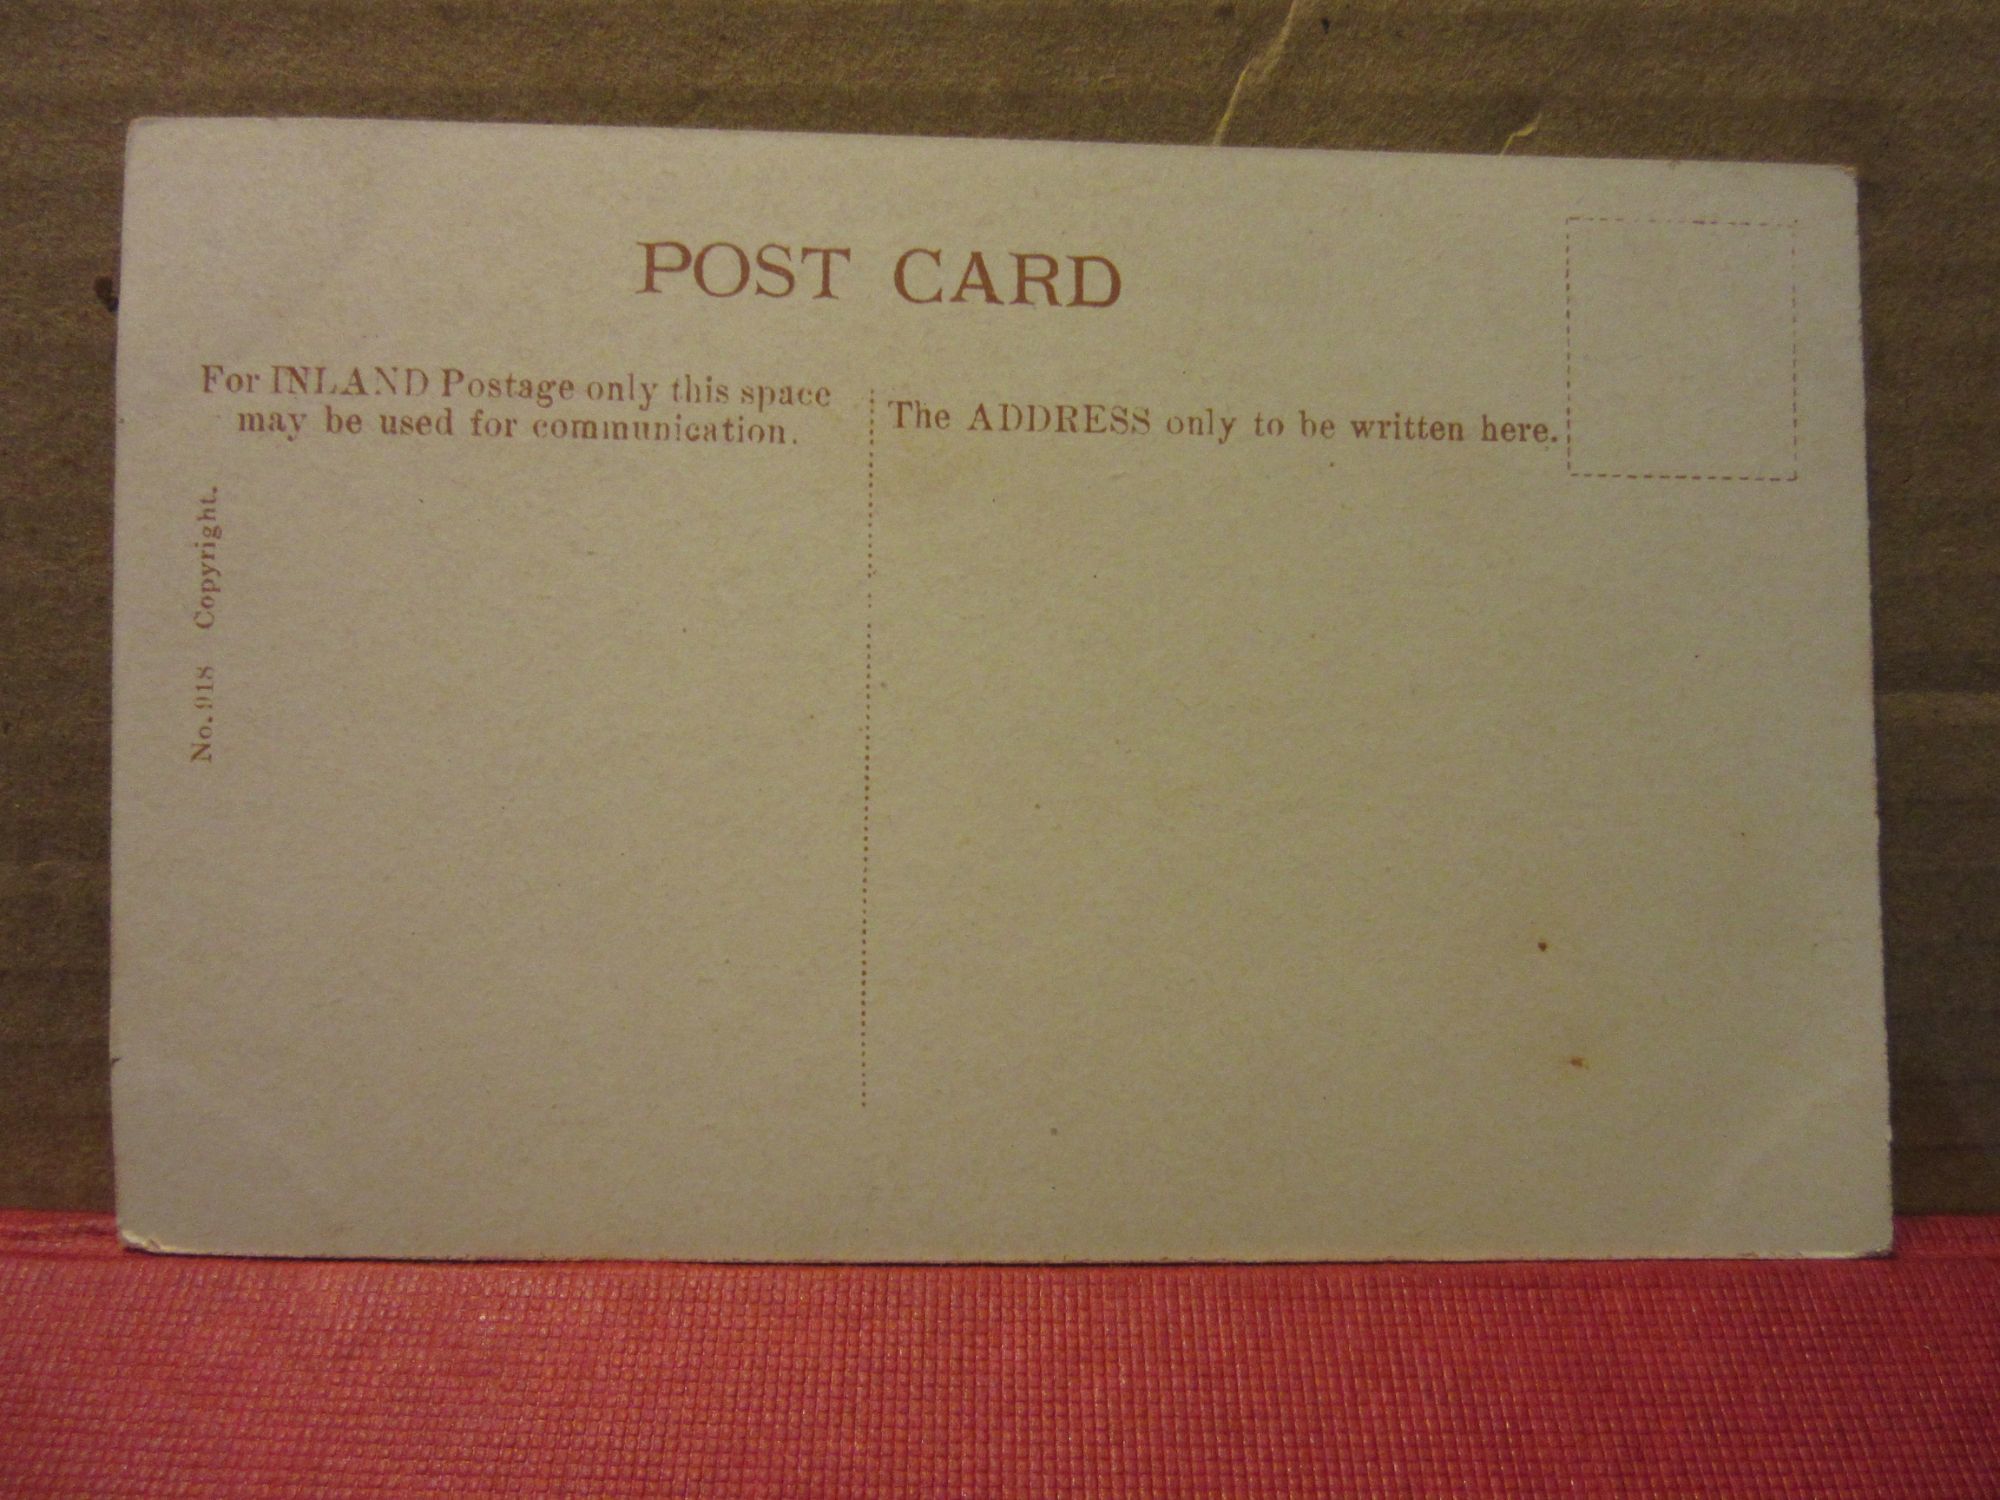 POST CARD
For INLAND Postage only this space
may be used for communication.
The ADDRESS only to be written here.
No. 918 Copyright.